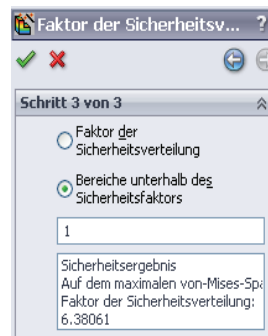 Faktor der Sicherheitsv... ?
Schritt 3 von 3
Faktor der
Sicherheitsverteilung
Bereiche unterhalb des
Sicherheitsfaktors
1
Sicherheitsergebnis
Auf dem maximalen von-Mises-Spa
Faktor der Sicherheitsverteilung:
6.38061